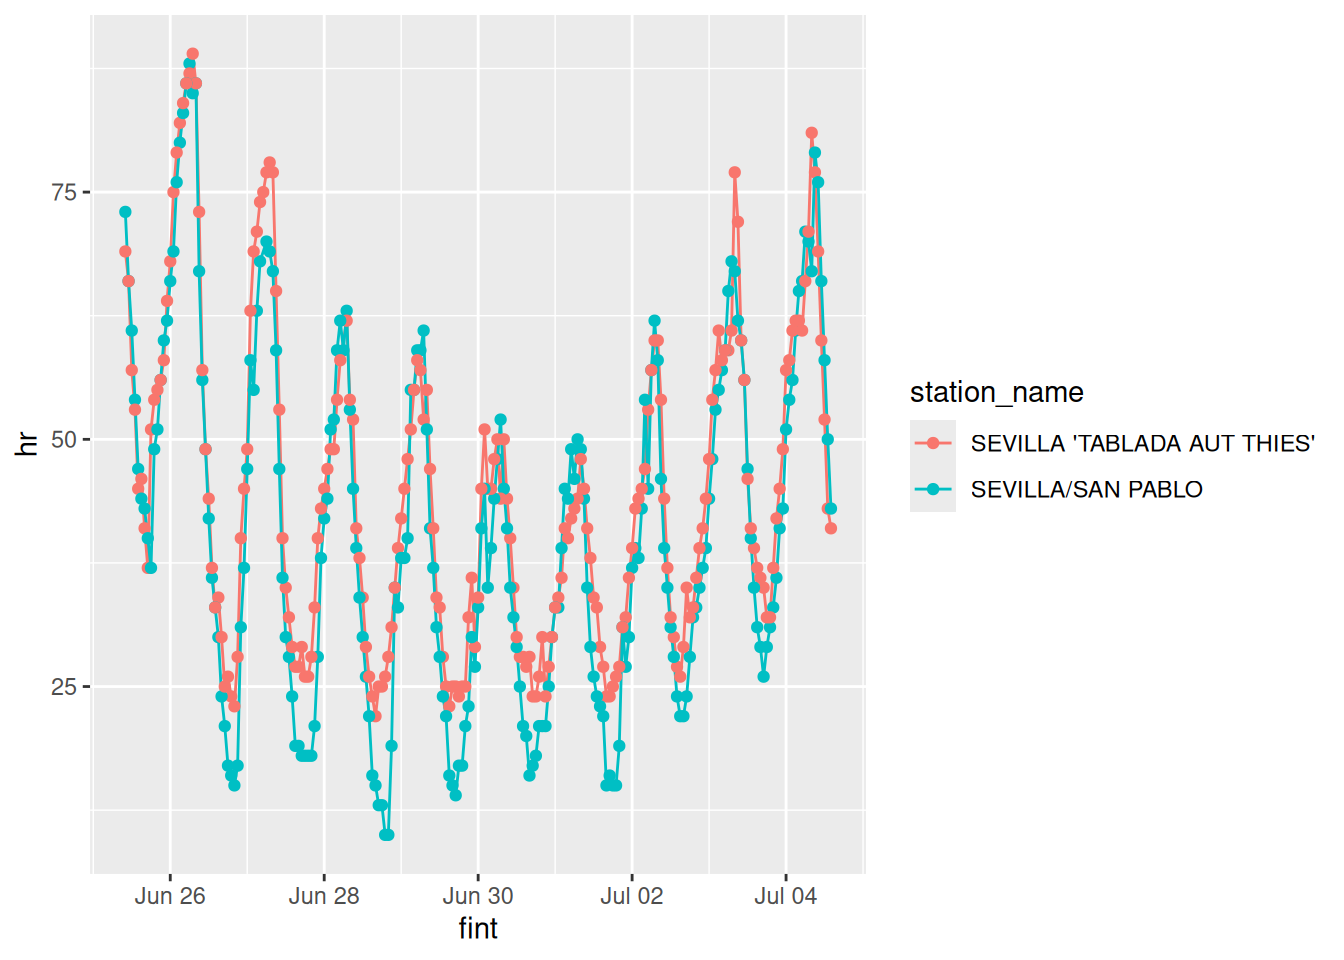 hr
75
50
25
Jun 26
Jun 28
Jun 30
Jul 02
Jul 04
fint
station_name
SEVILLA 'TABLADA AUT THIES'
SEVILLA/SAN PABLO